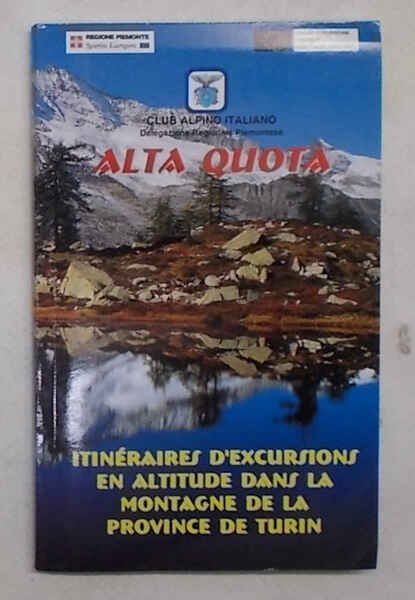 REGIONE PIEMONTE
CLUB ALPINO ITALIANO
Delegazione Regionale Piemontese
ALTA QUOTA
ITINÉRAIRES D'EXCURSIONS
EN ALTITUDE DANS LA
MONTAGNE DE LA
PROVINCE DE TURIN